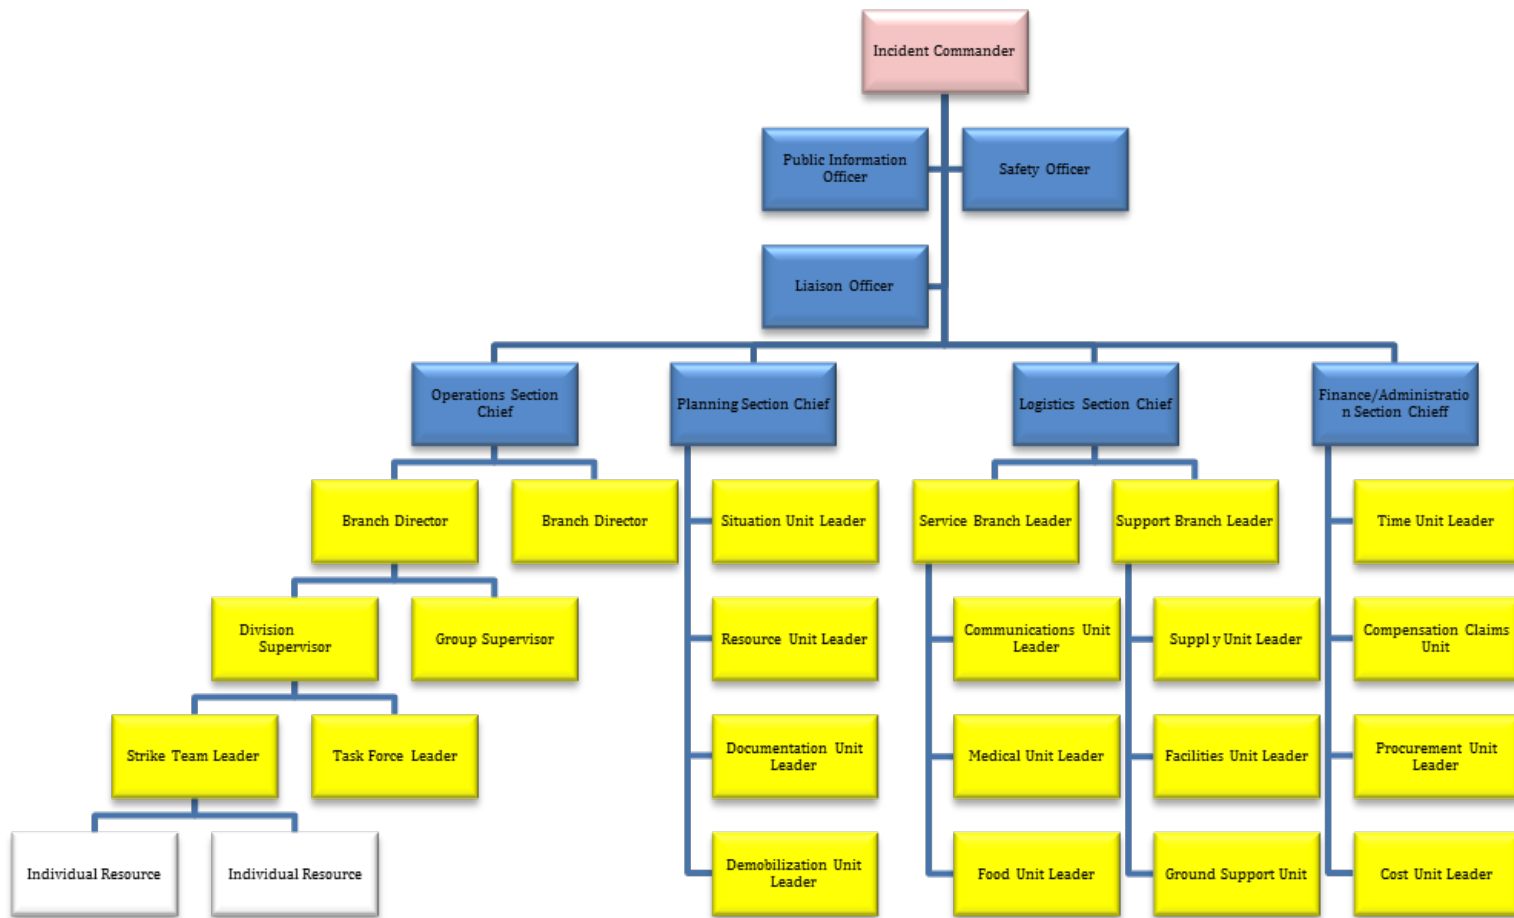 Incident Commander
Public Information
Officer
Safety Officer
Liaison Officer
Operations Section
Chief
Planning Section Chief
Logistics Section Chief
Finance/Administratio
n Section Chieff
Branch Director
Branch Director
Situation Unit Leader
Service Branch Leader
Support Branch Leader
Time Unit Leader
Division
Supervisor
Group Supervisor
Resource Unit Leader
Communications Unit
Leader
Supply Unit Leader
Compensation Claims
Unit
Strike Team Leader
Task Force Leader
Documentation Unit
Leader
Medical Unit Leader
Facilities Unit Leader
Procurement Unit
Leader
Individual Resource
Individual Resource
Demobilization Unit
Leader
Food Unit Leader
Ground Support Unit
Cost Unit Leader